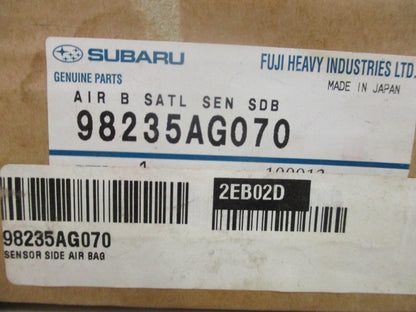 SUBARU
FUJI HEAVY INDUSTRIES LTD.
GENUINE PARTS
MADE IN JAPAN
AIR B SATL SEN SDB
98235AG070
1
2EB02D
98235AG070
SENSOR SIDE AIR BAG